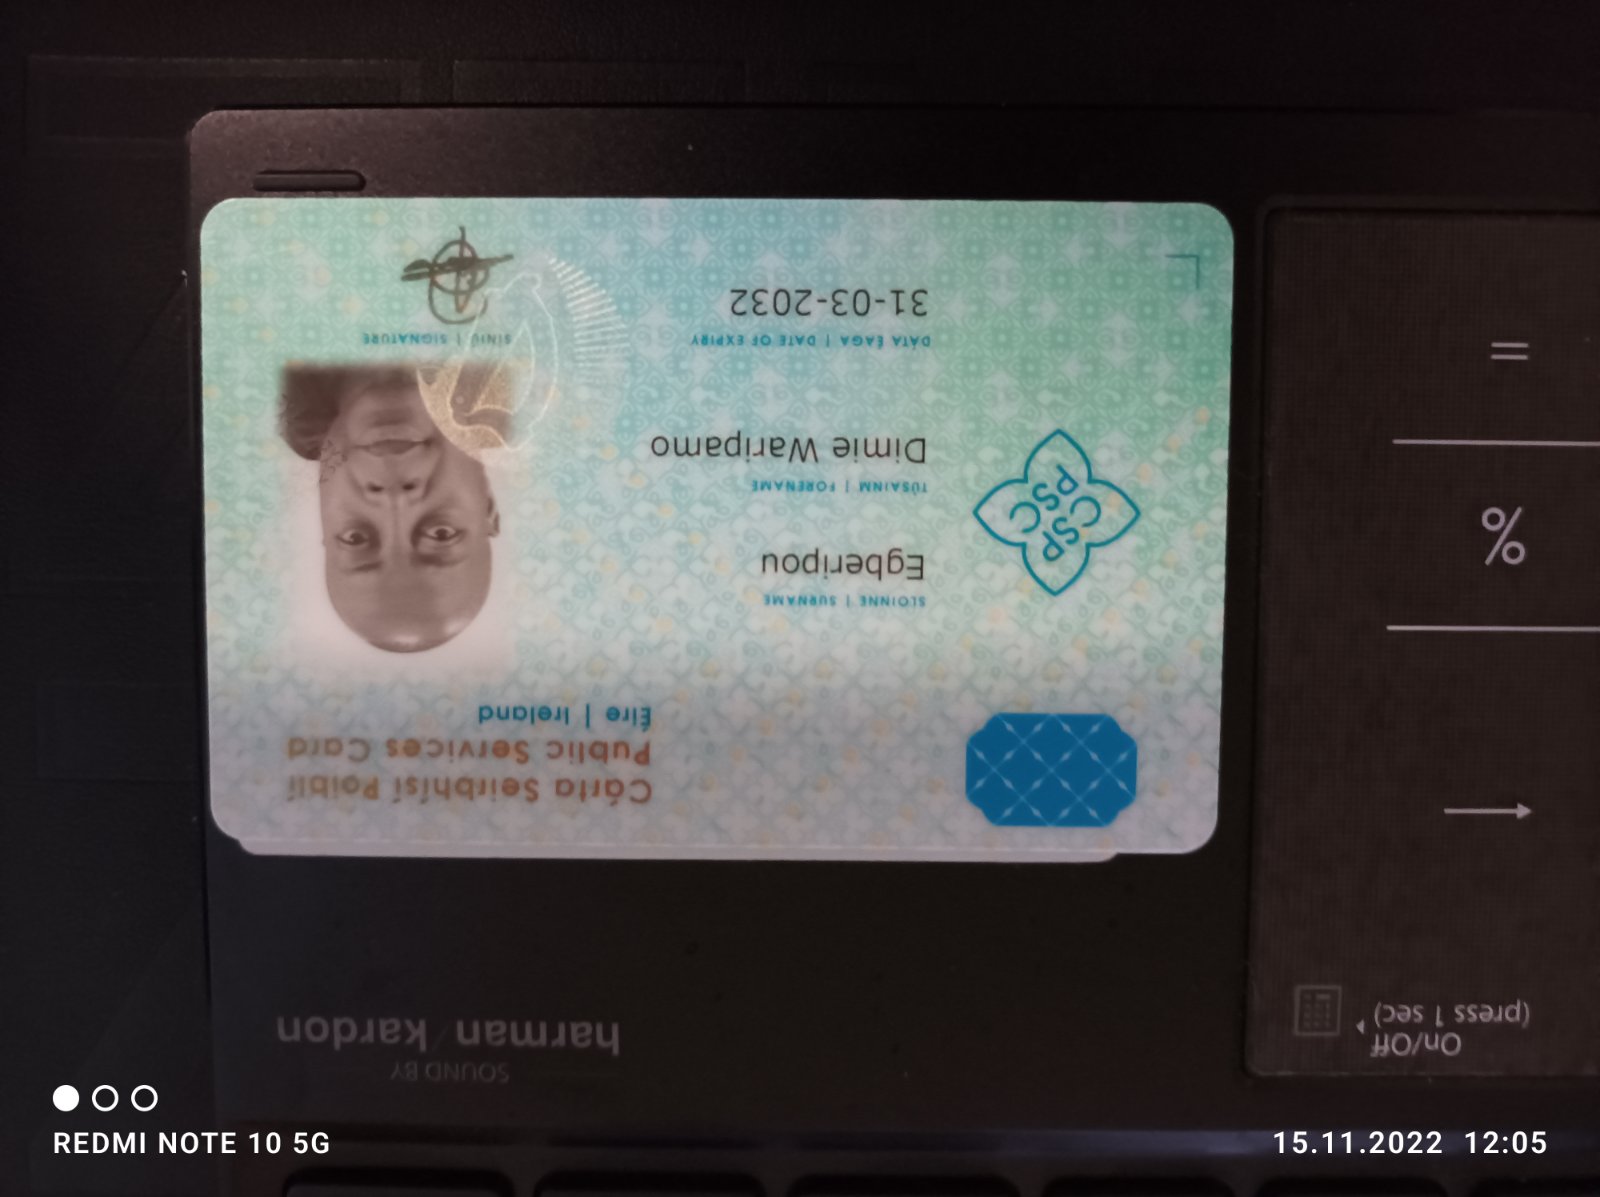 REDMI NOTE 10 5G
15.11.2022 12:05
SOUND BY
harman / kardon
On/Off
(press 1 sec)
%
=
Cárta Seirbhísí Poiblí
Public Services Card
Éire | Ireland
CSP
PSC
SLOINNE | SURNAME
Egberipou
TÚSAINM | FORENAME
Dimie Waripamo
DÁTA ÉAGA | DATE OF EXPIRY
31-03-2032
SÍNIÚ | SIGNATURE